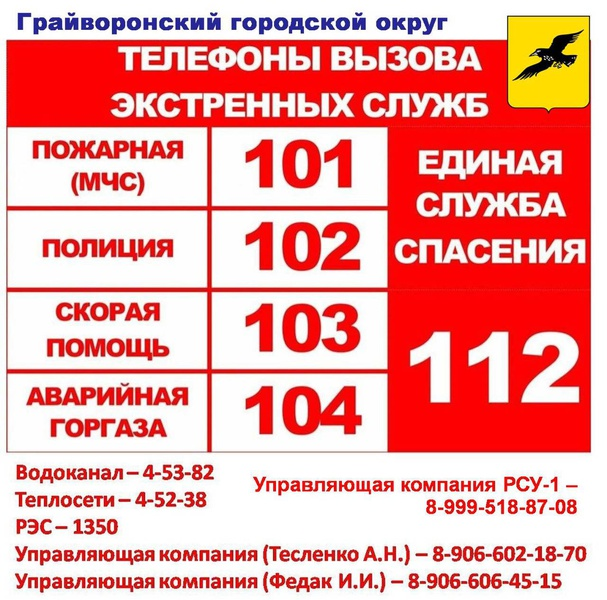 Грайворонский городской округ
ТЕЛЕФОНЫ ВЫЗОВА
ЭКСТРЕННЫХ СЛУЖБ
ПОЖАРНАЯ
(МЧС)
101
ПОЛИЦИЯ
102
СКОРАЯ
ПОМОЩЬ
103
АВАРИЙНАЯ
ГОРГАЗА
104
ЕДИНАЯ
СЛУЖБА
СПАСЕНИЯ
112
Водоканал – 4-53-82
Теплосети – 4-52-38
РЭС – 1350
Управляющая компания РСУ-1 –
8-999-518-87-08
Управляющая компания (Тесленко А.Н.) – 8-906-602-18-70
Управляющая компания (Федак И.И.) – 8-906-606-45-15